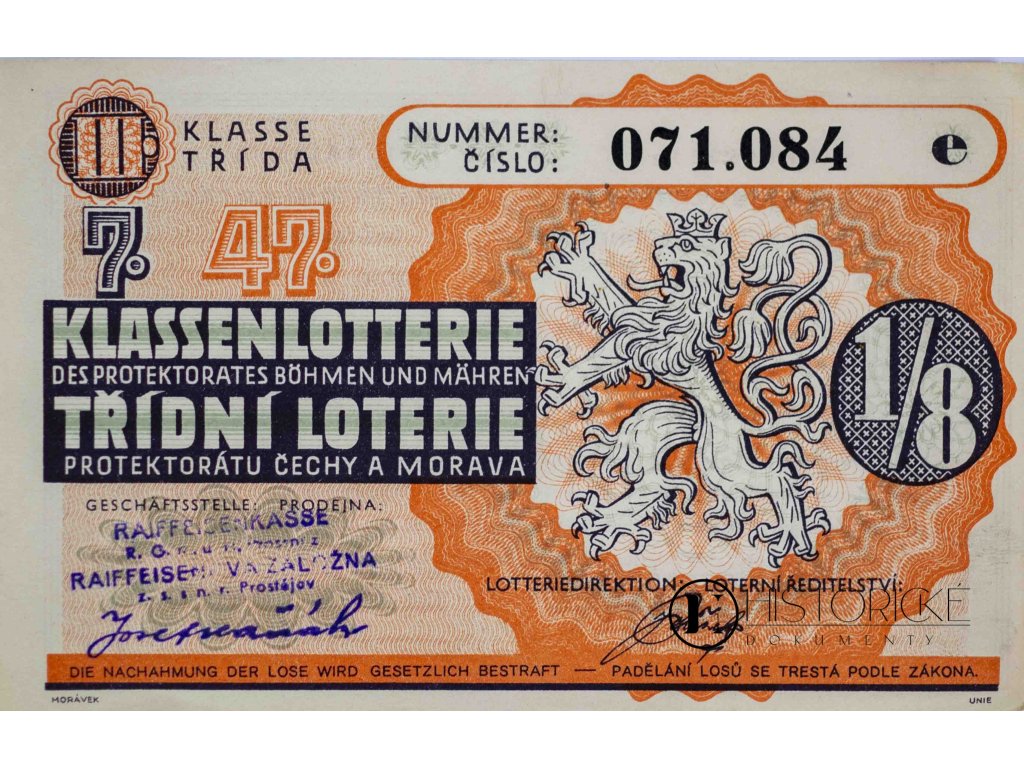 III KLASSE
TŘÍDA
NUMMER:
ČÍSLO:
071.084 e
7. 47.
KLASSENLOTTERIE
DES PROTEKTORATES BÖHMEN UND MÄHREN
TŘÍDNÍ LOTERIE
PROTEKTORÁTU ČECHY A MORAVA
1/8
GESCHÄFTSSTELLE: PRODEJNA:
RAIFFEISENKASSE
RAIFFEISENOVA ZÁLOŽNA
z. s. s n. r. Prostějov
LOTTERIEDIREKTION: LOTERNÍ ŘEDITELSTVÍ:
HISTORICKÉ
DOKUMENTY
DIE NACHAHMUNG DER LOSE WIRD GESETZLICH BESTRAFT — PADĚLÁNÍ LOSŮ SE TRESTÁ PODLE ZÁKONA.
MORÁVEK
UNIE